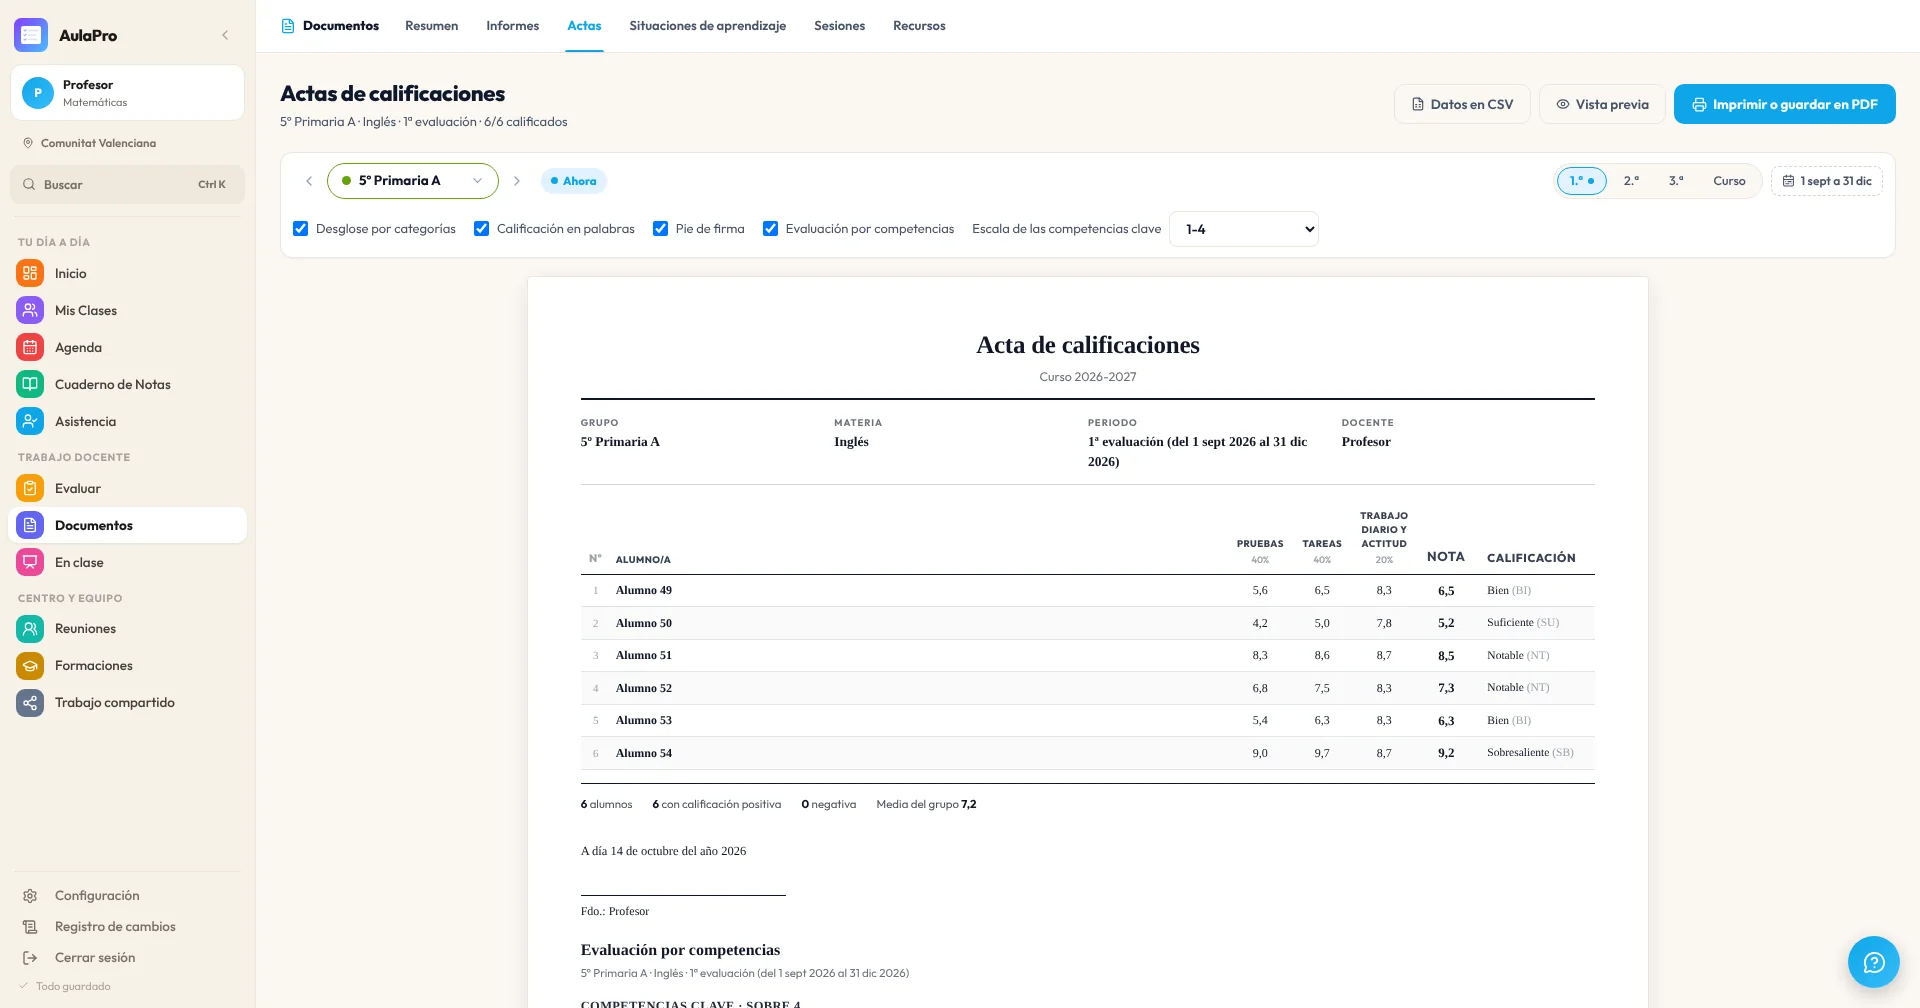 AulaPro
Profesor
P
Matemáticas
Comunitat Valenciana
Buscar Ctrl K
TU DÍA A DÍA
Inicio
Mis Clases
Agenda
Cuaderno de Notas
Asistencia
TRABAJO DOCENTE
Evaluar
Documentos
En clase
CENTRO Y EQUIPO
Reuniones
Formaciones
Trabajo compartido
Configuración
Registro de cambios
Cerrar sesión
Todo guardado
Documentos Resumen Informes Actas Situaciones de aprendizaje Sesiones Recursos
Actas de calificaciones
5º Primaria A · Inglés · 1ª evaluación · 6/6 calificados
Datos en CSV Vista previa Imprimir o guardar en PDF
5º Primaria A Ahora 1.ª 2.ª 3.ª Curso 1 sept a 31 dic
Desglose por categorías Calificación en palabras Pie de firma Evaluación por competencias Escala de las competencias clave 1-4
Acta de calificaciones
Curso 2026-2027
GRUPO MATERIA PERIODO DOCENTE
5º Primaria A Inglés 1ª evaluación (del 1 sept 2026 al 31 dic Profesor
2026)
TRABAJO
DIARIO Y
PRUEBAS TAREAS ACTITUD
Nº ALUMNO/A 40% 40% 20% NOTA CALIFICACIÓN
1 Alumno 49 5,6 6,5 8,3 6,5 Bien (BI)
2 Alumno 50 4,2 5,0 7,8 5,2 Suficiente (SU)
3 Alumno 51 8,3 8,6 8,7 8,5 Notable (NT)
4 Alumno 52 6,8 7,5 8,3 7,3 Notable (NT)
5 Alumno 53 5,4 6,3 8,3 6,3 Bien (BI)
6 Alumno 54 9,0 9,7 8,7 9,2 Sobresaliente (SB)
6 alumnos 6 con calificación positiva 0 negativa Media del grupo 7,2
A día 14 de octubre del año 2026
Fdo.: Profesor
Evaluación por competencias
5º Primaria A · Inglés · 1ª evaluación (del 1 sept 2026 al 31 dic 2026)
COMPETENCIAS CLAVE · SOBRE 4